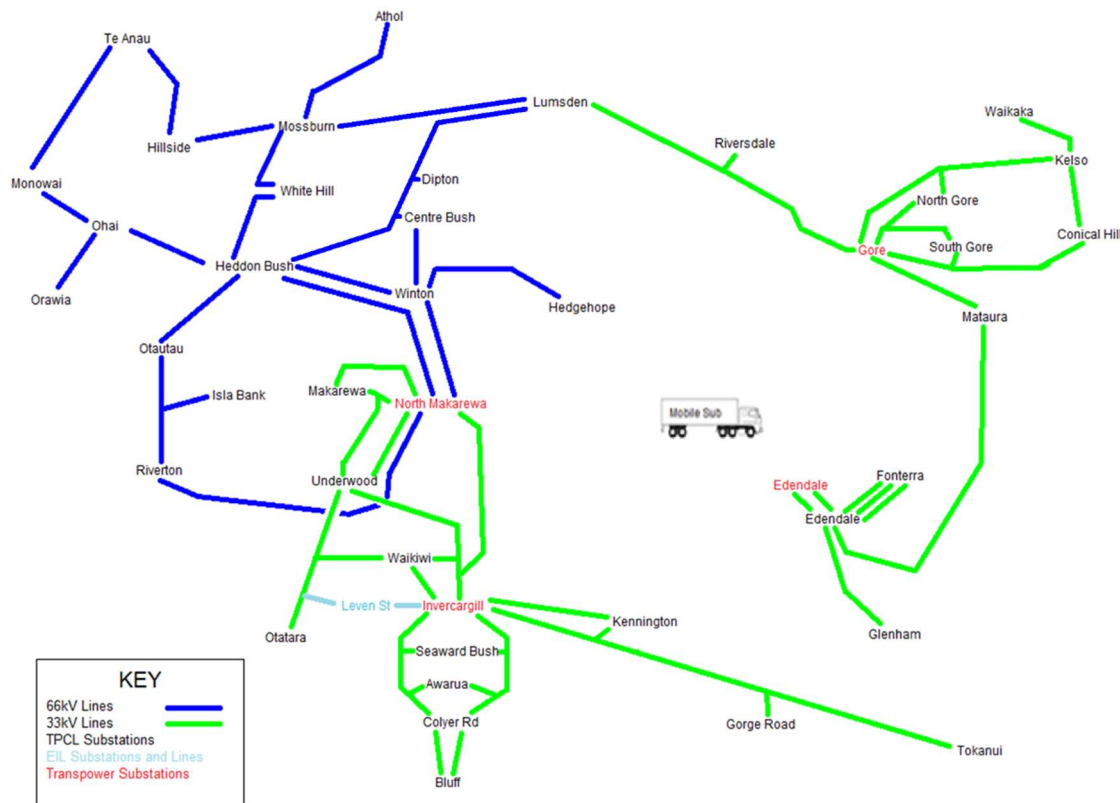 Athol
Te Anau
Lumsden
Waikaka
Mossburn
Riversdale
Hillside
Kelso
Monowai
White Hill
Dipton
North Gore
Centre Bush
Ohai
Conical Hill
South Gore
Gore
Heddon Bush
Orawia
Winton
Hedgehope
Mataura
Otautau
Makarewa
Isla Bank
North Makarewa
Mobile Sub
Riverton
Underwood
Edendale
Fonterra
Edendale
Waikiwi
Leven St
Invercargill
Kennington
Otatara
Glenham
Seaward Bush
Awarua
Colyer Rd
Gorge Road
Tokanui
Bluff
KEY
66kV Lines
33kV Lines
TPCL Substations
EIL Substations and Lines
Transpower Substations